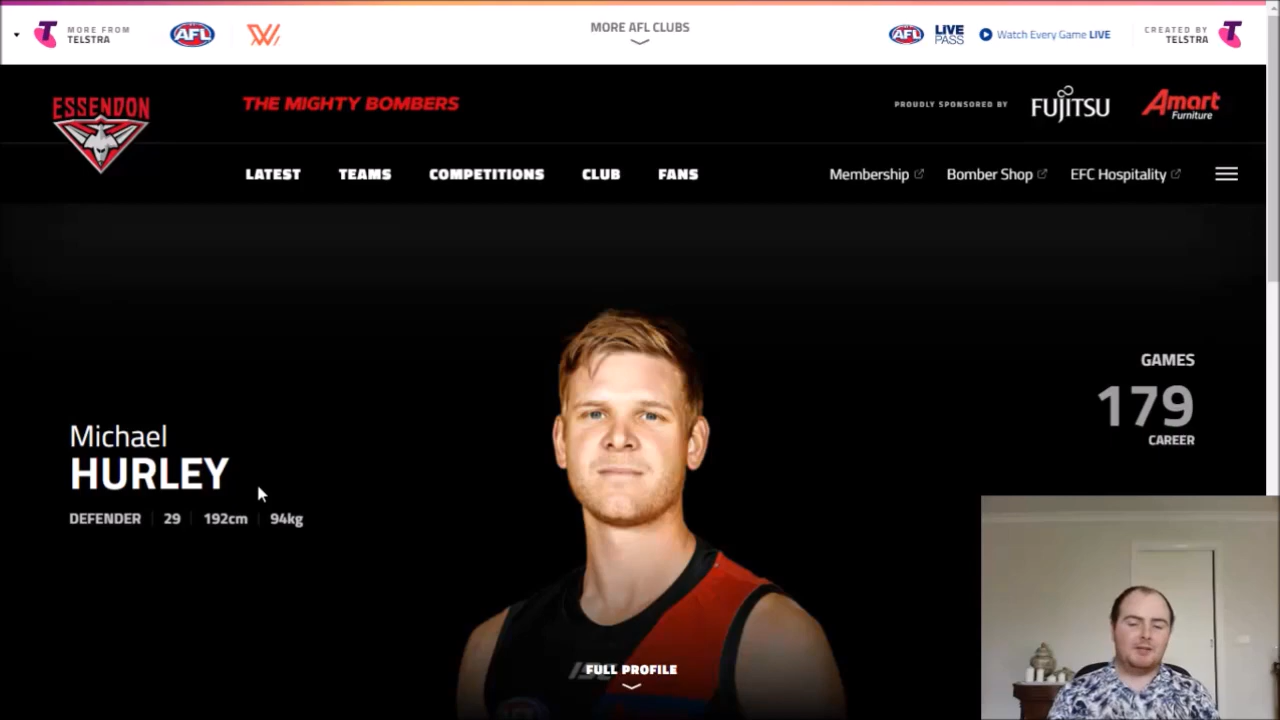 MORE FROM
TELSTRA
AFL
MORE AFL CLUBS
AFL
LIVE
PASS
Watch Every Game LIVE
CREATED BY
TELSTRA
T
ESSENDON
THE MIGHTY BOMBERS
PROUDLY SPONSORED BY
FUJITSU
Amart
Furniture
LATEST
TEAMS
COMPETITIONS
CLUB
FANS
Membership
Bomber Shop
EFC Hospitality
GAMES
179
CAREER
Michael
HURLEY
DEFENDER 29 192cm 94kg
FULL PROFILE